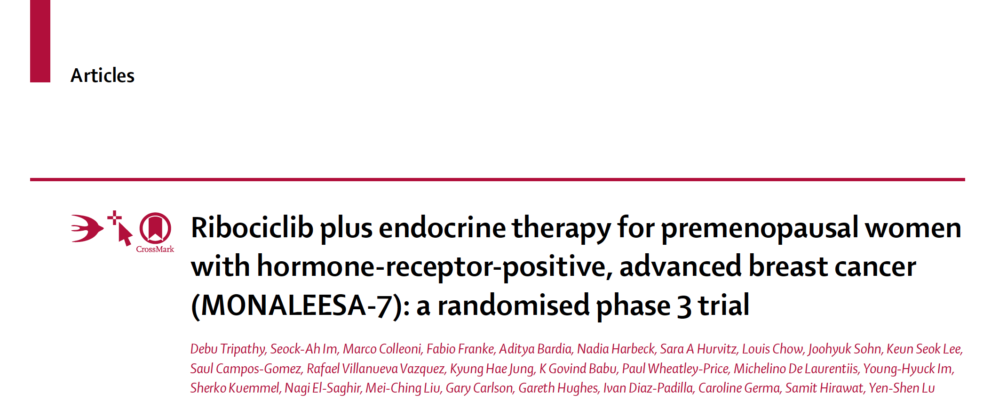 Articles
CrossMark
Ribociclib plus endocrine therapy for premenopausal women
with hormone-receptor-positive, advanced breast cancer
(MONALEESA-7): a randomised phase 3 trial
Debu Tripathy, Seock-Ah Im, Marco Colleoni, Fabio Franke, Aditya Bardia, Nadia Harbeck, Sara A Hurvitz, Louis Chow, Joohyuk Sohn, Keun Seok Lee,
Saul Campos-Gomez, Rafael Villanueva Vazquez, Kyung Hae Jung, K Govind Babu, Paul Wheatley-Price, Michelino De Laurentiis, Young-Hyuck Im,
Sherko Kuemmel, Nagi El-Saghir, Mei-Ching Liu, Gary Carlson, Gareth Hughes, Ivan Diaz-Padilla, Caroline Germa, Samit Hirawat, Yen-Shen Lu